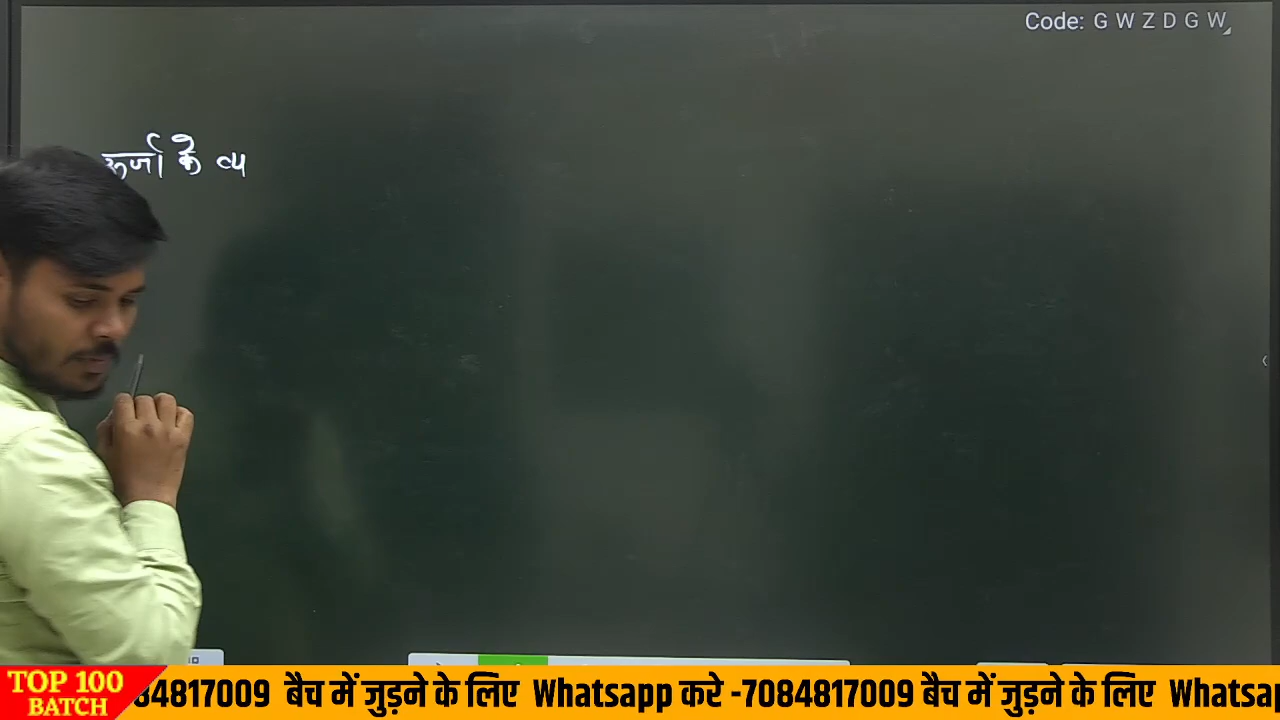 Code: G W Z D G W
ऊर्जा के व्य
TOP 100
BATCH
84817009 बैच में जुड़ने के लिए Whatsapp करे -7084817009 बैच में जुड़ने के लिए Whatsap